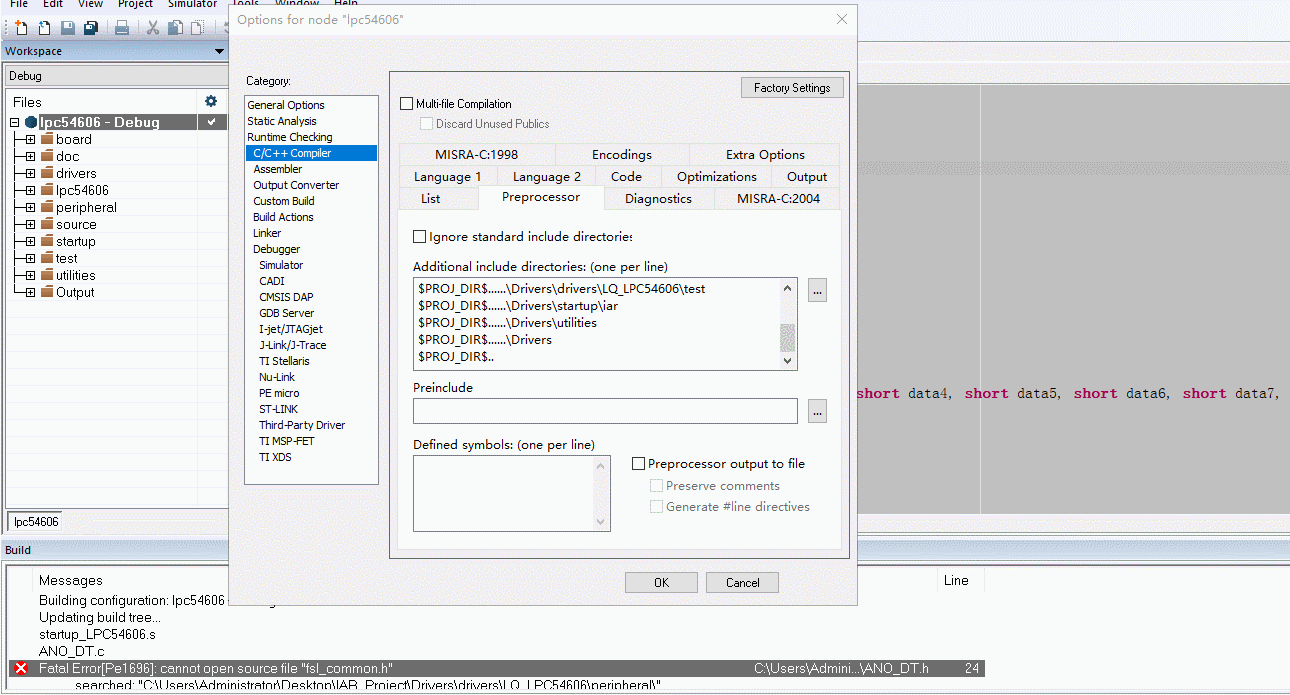 File Edit View Project Simulator Tools Window Help
Options for node "lpc54606"
Workspace
Debug
Files
lpc54606 - Debug
board
doc
drivers
lpc54606
peripheral
source
startup
test
utilities
Output
lpc54606
Category:
General Options
Static Analysis
Runtime Checking
C/C++ Compiler
Assembler
Output Converter
Custom Build
Build Actions
Linker
Debugger
Simulator
CADI
CMSIS DAP
GDB Server
I-jet/JTAGjet
J-Link/J-Trace
TI Stellaris
Nu-Link
PE micro
ST-LINK
Third-Party Driver
TI MSP-FET
TI XDS
Factory Settings
Multi-file Compilation
Discard Unused Publics
MISRA-C:1998 Encodings Extra Options
Language 1 Language 2 Code Optimizations Output
List Preprocessor Diagnostics MISRA-C:2004
Ignore standard include directories
Additional include directories: (one per line)
$PROJ_DIR$......\Drivers\drivers\LQ_LPC54606\test
$PROJ_DIR$......\Drivers\startup\iar
$PROJ_DIR$......\Drivers\utilities
$PROJ_DIR$......\Drivers
$PROJ_DIR$..
...
Preinclude
...
Defined symbols: (one per line)
Preprocessor output to file
Preserve comments
Generate #line directives
OK Cancel
short data4, short data5, short data6, short data7,
Build
Messages Line
Building configuration: lpc54606
Updating build tree...
startup_LPC54606.s
ANO_DT.c
Fatal Error[Pe1696]: cannot open source file "fsl_common.h" C:\Users\Admini...\ANO_DT.h 24
searched: "C:\Users\Administrator\Desktop\IAR_Project\Drivers\drivers\LQ_LPC54606\peripheral\"